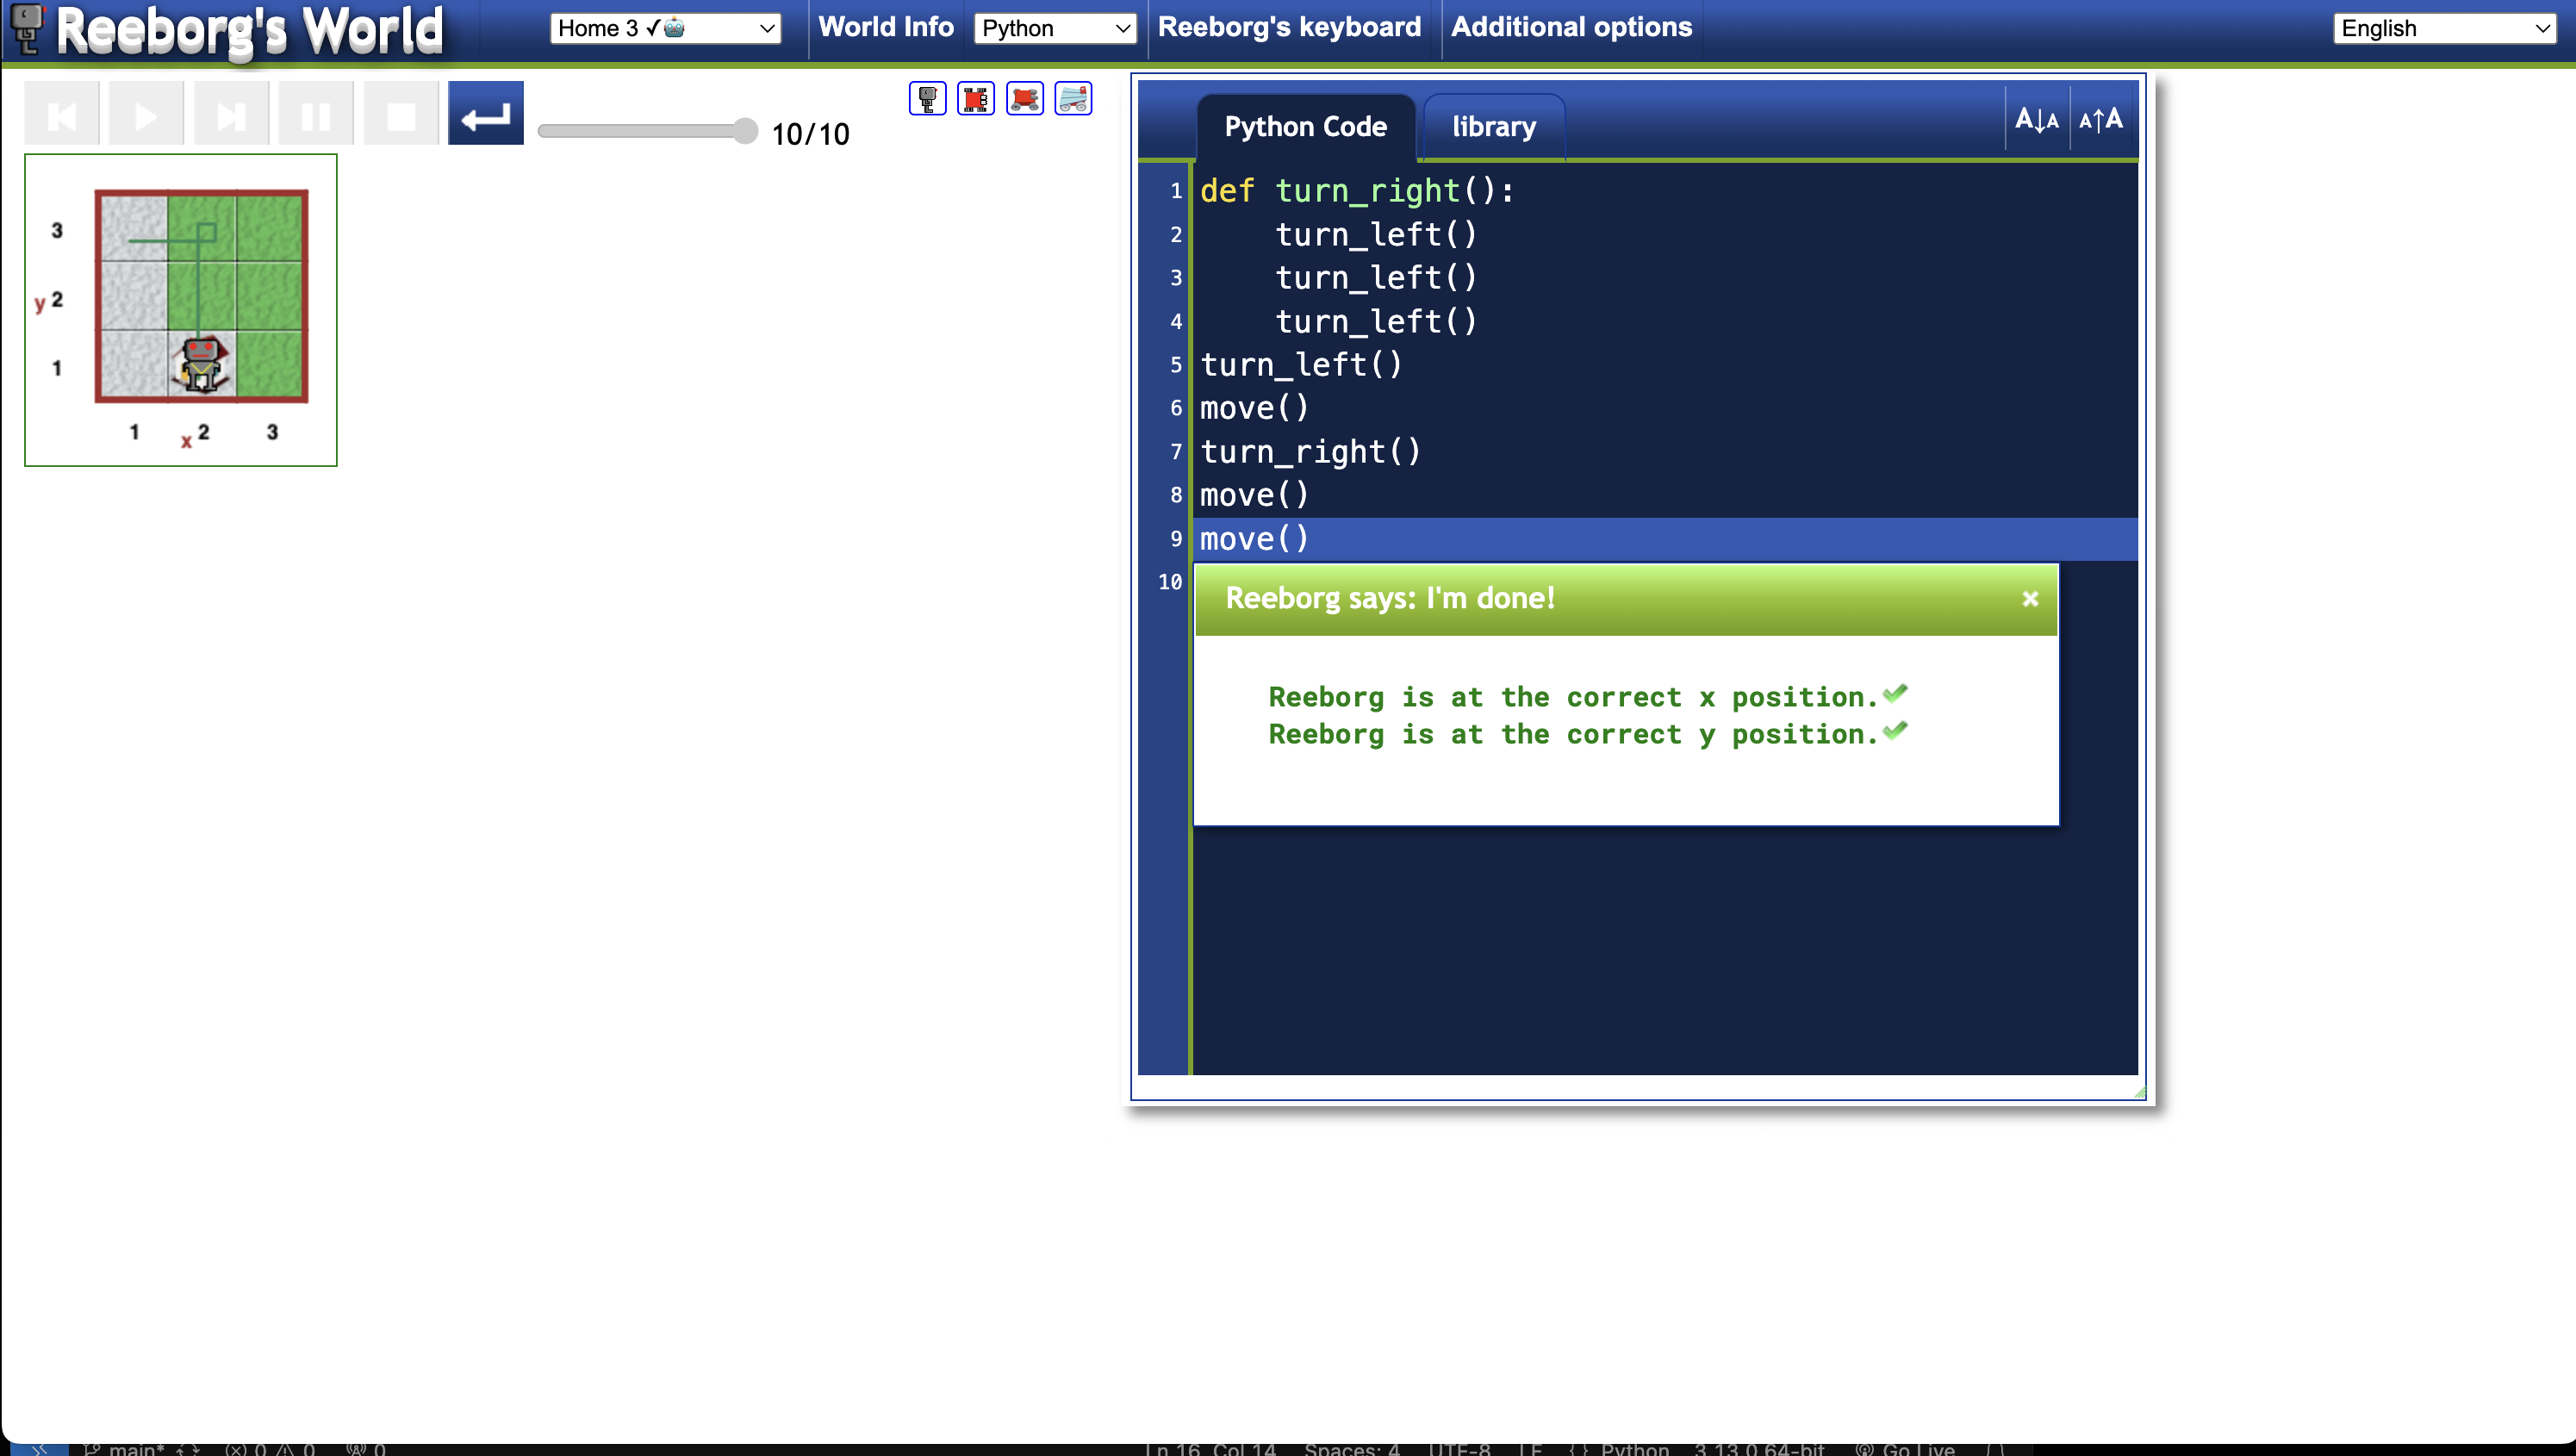 Reeborg's World
Home 3 ✓🤖
World Info
Python
Reeborg's keyboard
Additional options
English
10/10
3
y 2
1
1 x 2 3
Python Code
library
A↓A A↑A
1 def turn_right():
2 turn_left()
3 turn_left()
4 turn_left()
5 turn_left()
6 move()
7 turn_right()
8 move()
9 move()
10
Reeborg says: I'm done!
×
Reeborg is at the correct x position.✔
Reeborg is at the correct y position.✔
main* 0 0 0 Ln 16, Col 14 Spaces: 4 UTF-8 LF {} Python 3.13.0 64-bit Go Live